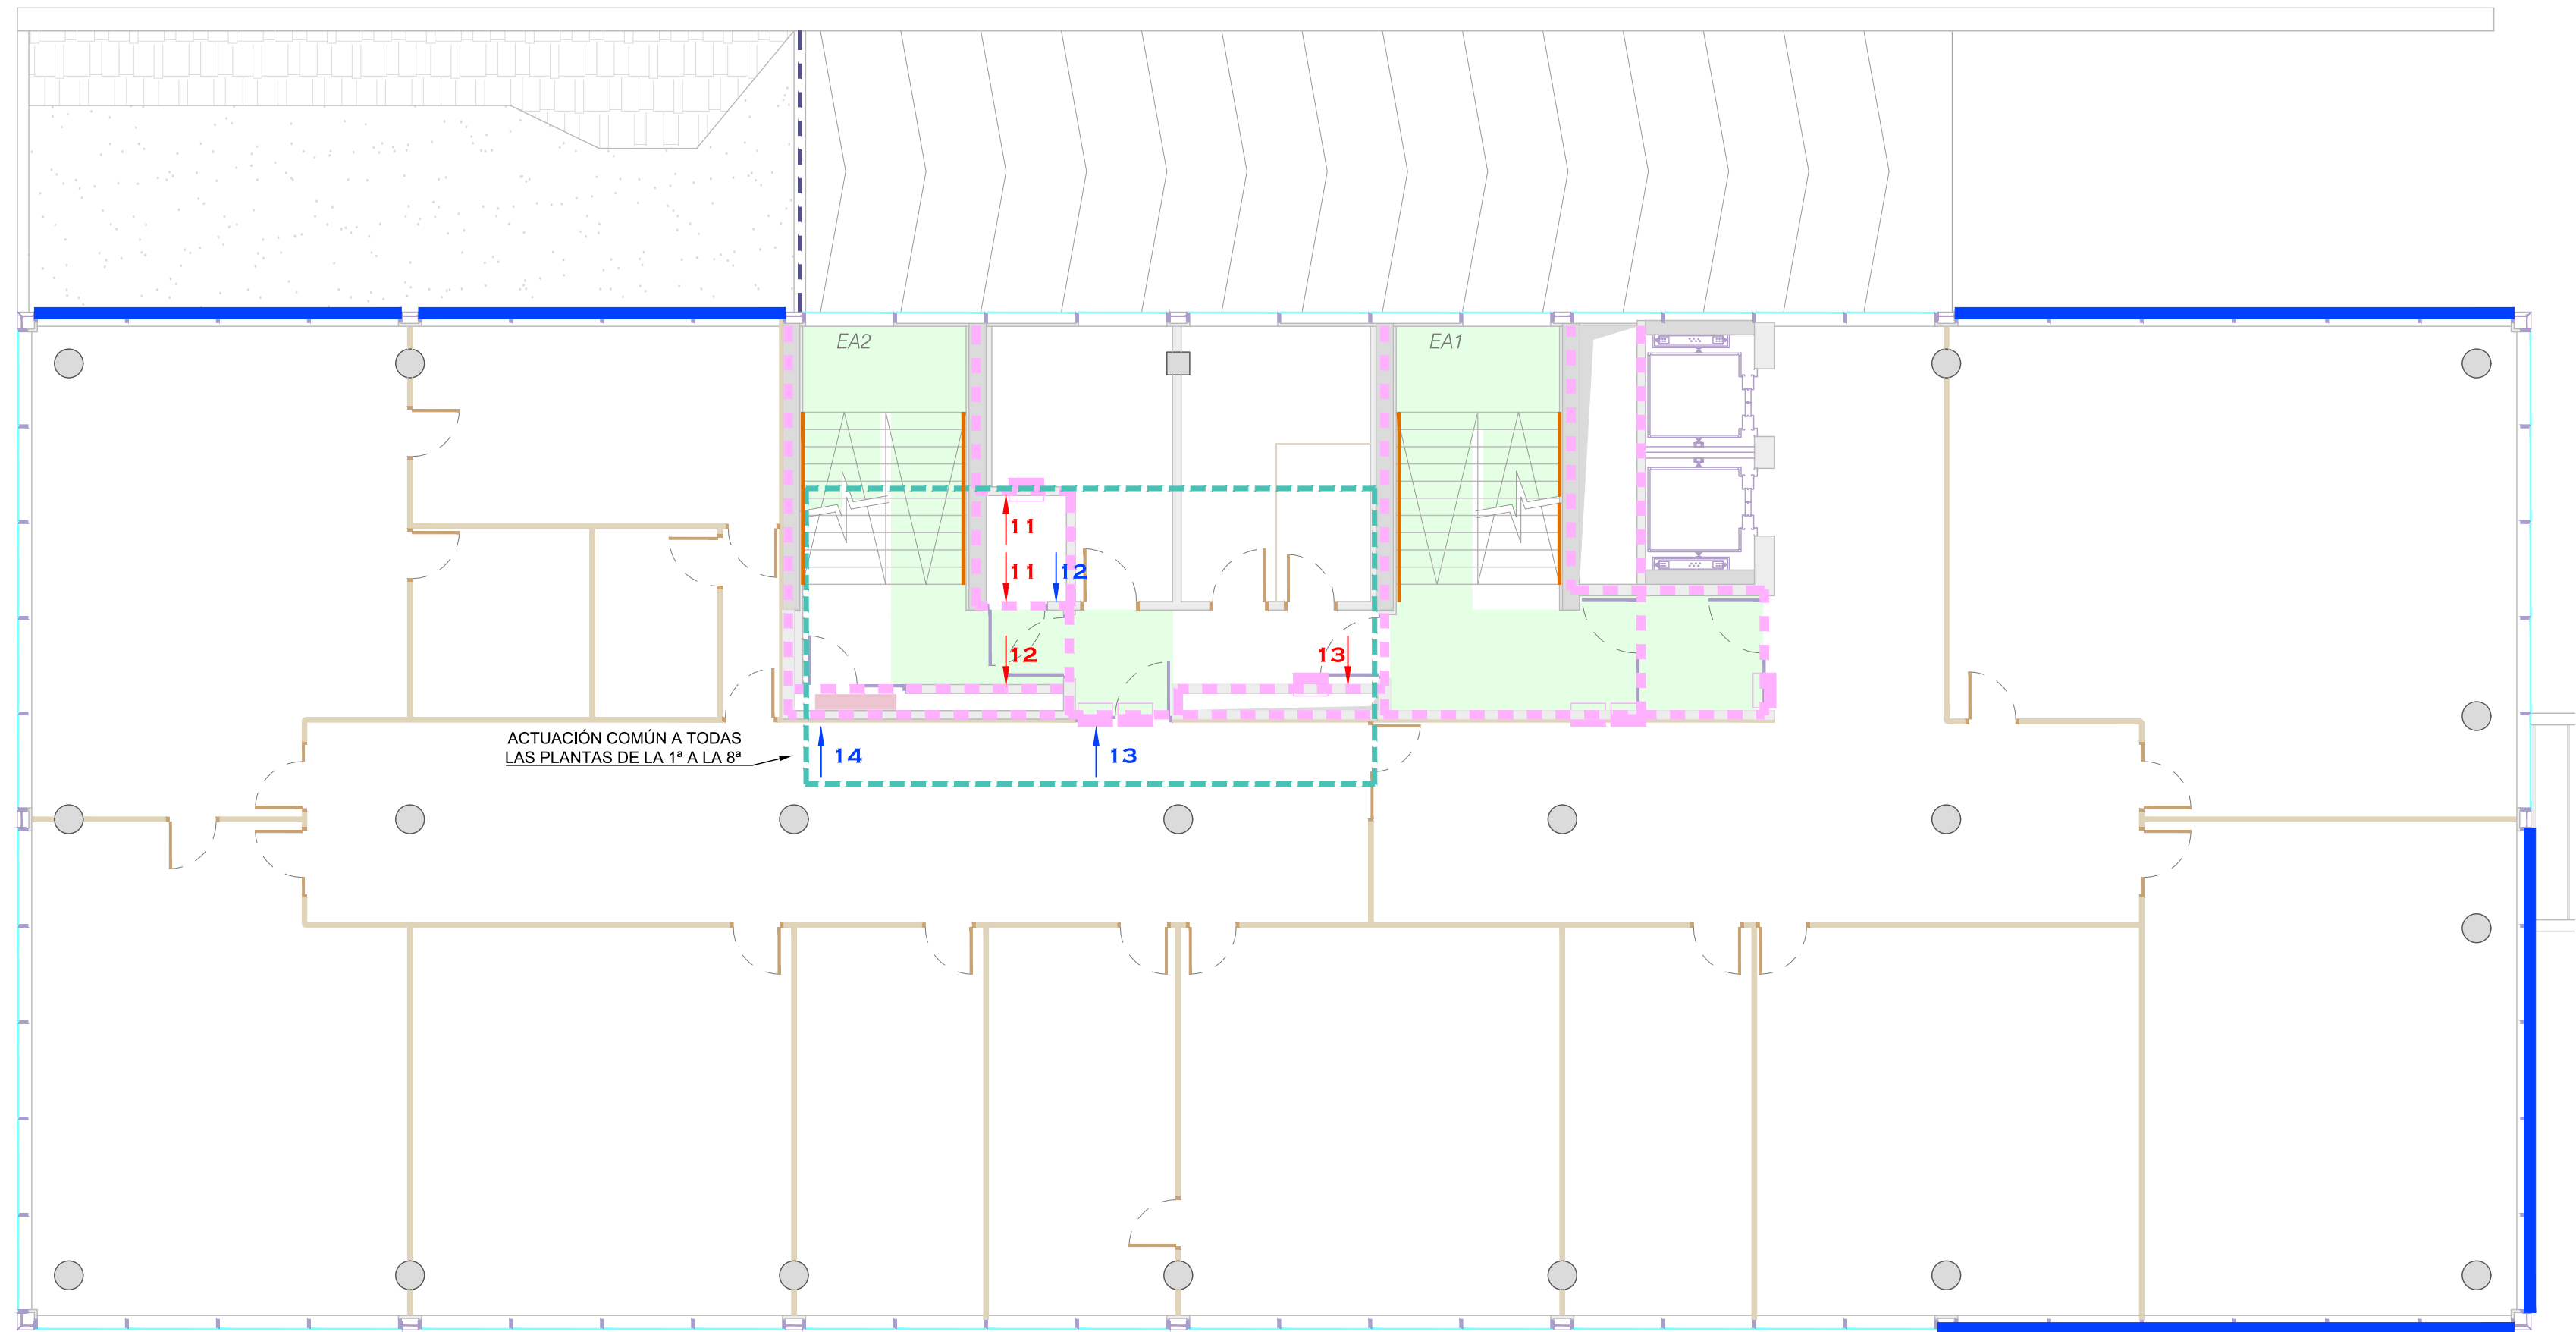 EA2
EA1
11
11
12
12
13
ACTUACIÓN COMÚN A TODAS
LAS PLANTAS DE LA 1ª A LA 8ª
14
13